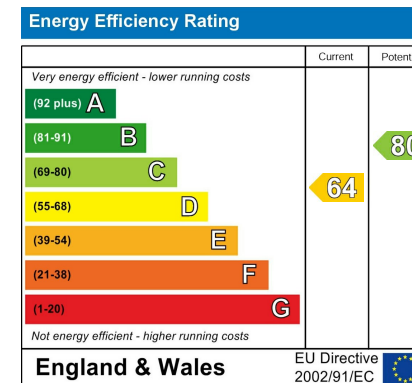 Energy Efficiency Rating
Current
Very energy efficient - lower running costs
(92 plus) A
(81-91) B
(69-80) C
(55-68) D
(39-54) E
(21-38) F
(1-20) G
64
80
Not energy efficient - higher running costs
England & Wales
EU Directive
2002/91/EC